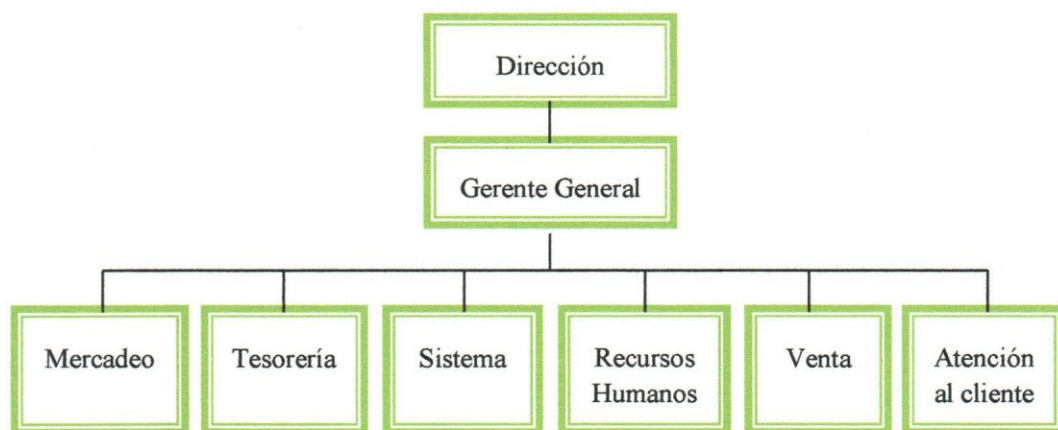 Dirección
Gerente General
Mercadeo
Tesorería
Sistema
Recursos
Humanos
Venta
Atención
al cliente